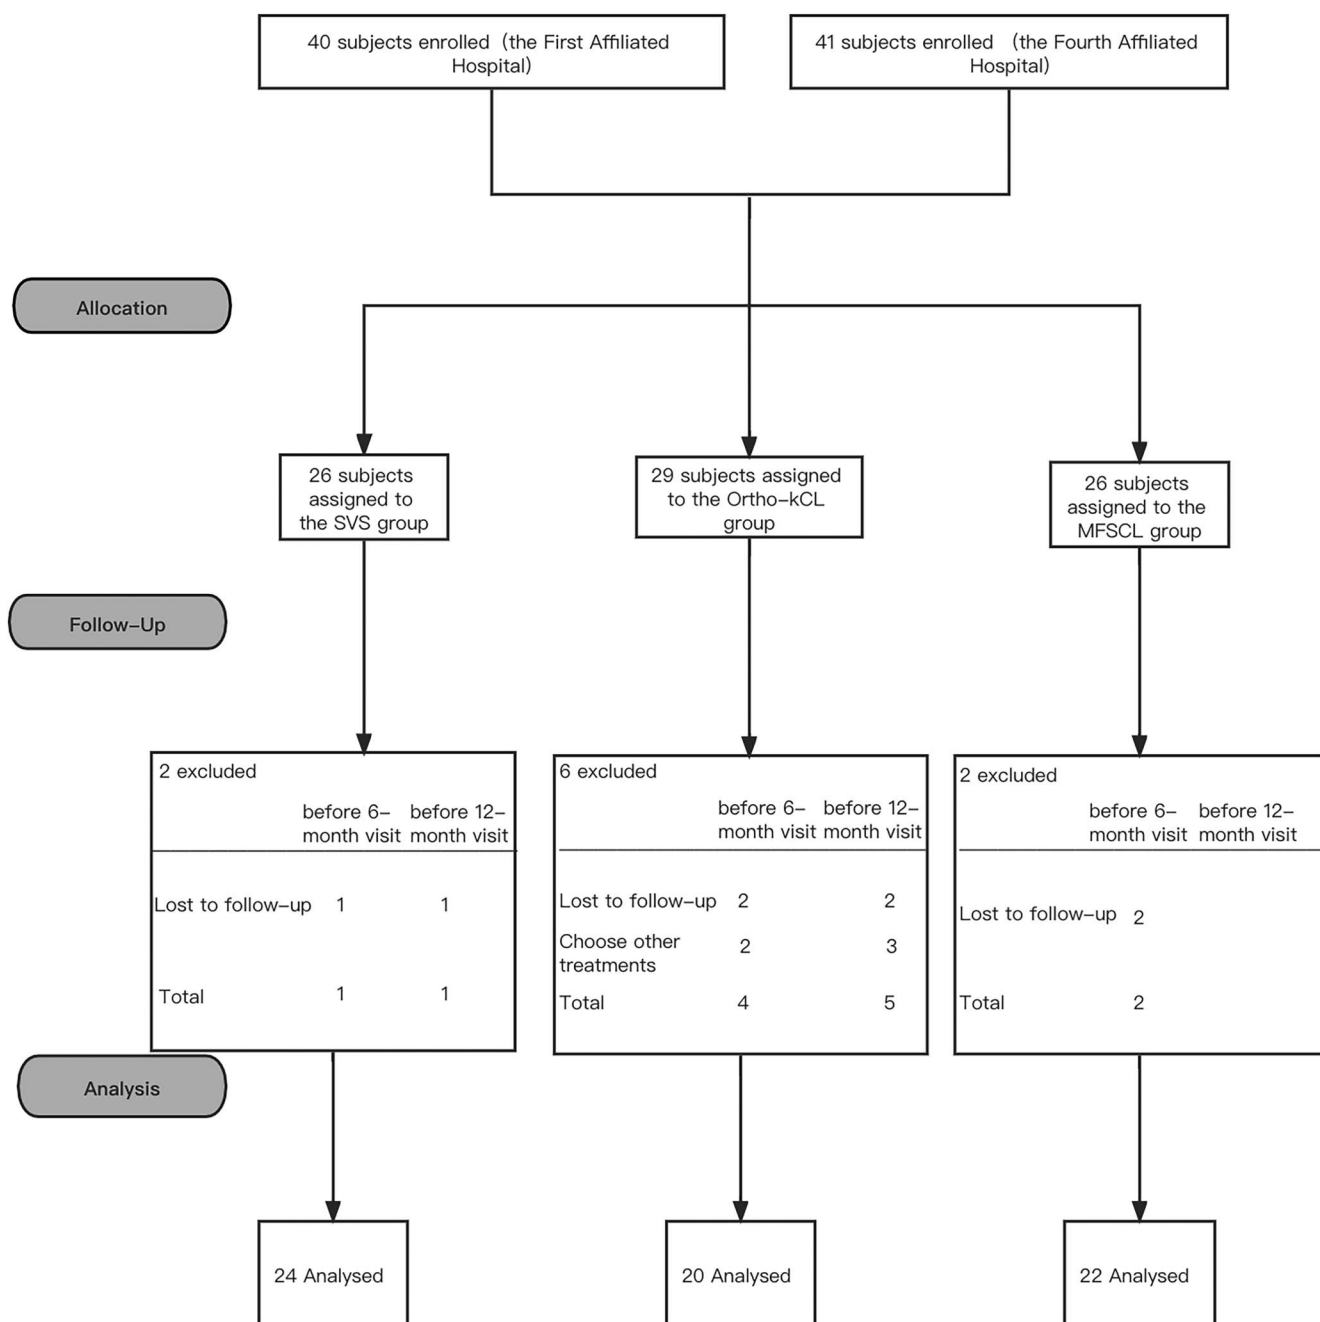 40 subjects enrolled（the First Affiliated
Hospital）
41 subjects enrolled （the Fourth Affiliated
Hospital）
Allocation
26 subjects
assigned to
the SVS group
29 subjects assigned
to the Ortho–kCL
group
26 subjects
assigned to the
MFSCL group
Follow–Up
2 excluded
before 6– before 12–
month visit month visit
Lost to follow–up 1 1
Total 1 1
6 excluded
before 6– before 12–
month visit month visit
Lost to follow–up 2 2
Choose other
treatments 2 3
Total 4 5
2 excluded
before 6– before 12–
month visit month visit
Lost to follow–up 2
Total 2
Analysis
24 Analysed
20 Analysed
22 Analysed